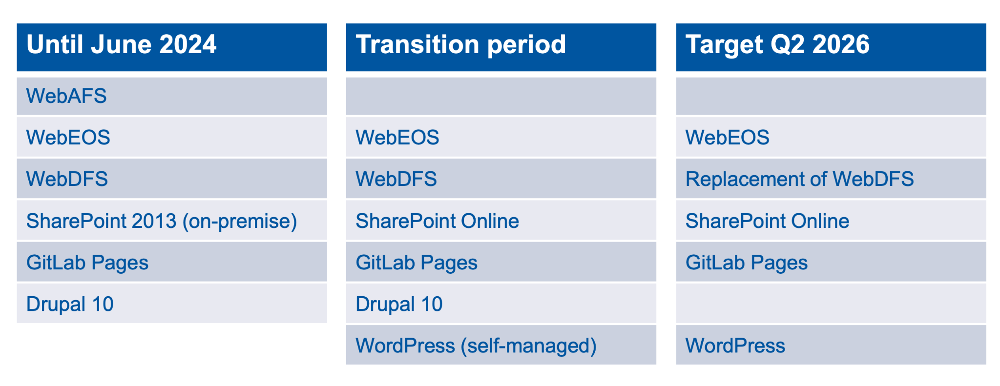 Until June 2024
WebAFS
WebEOS
WebDFS
SharePoint 2013 (on-premise)
GitLab Pages
Drupal 10
Transition period
WebEOS
WebDFS
SharePoint Online
GitLab Pages
Drupal 10
WordPress (self-managed)
Target Q2 2026
WebEOS
Replacement of WebDFS
SharePoint Online
GitLab Pages
WordPress